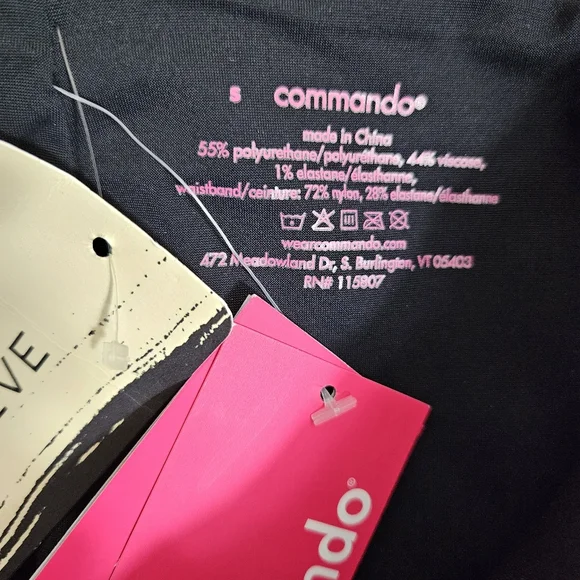 S commando®
made in China
55% polyurethane/polyuréthane, 44% viscose,
1% elastane/élasthanne,
waistband/ceinture: 72% nylon, 28% elastane/élasthanne
wearcommando.com
472 Meadowland Dr, S. Burlington, VT 05403
RN# 115807
EVE
ndo®